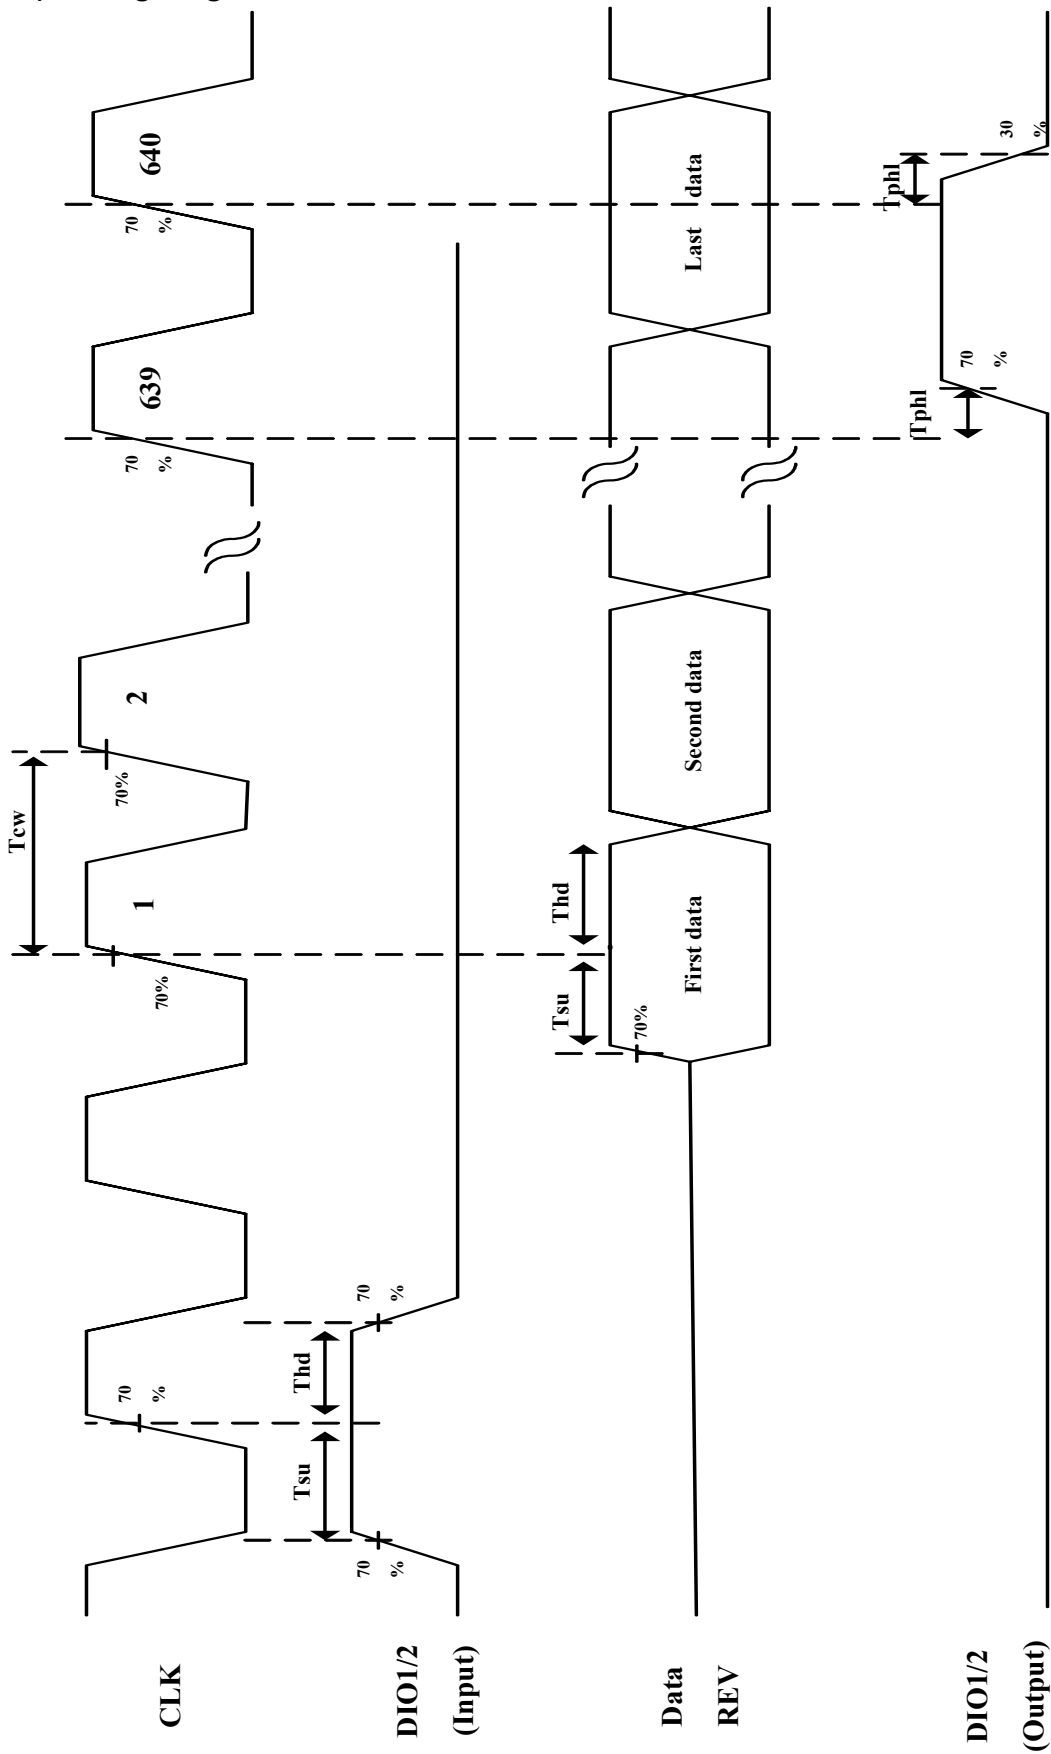 Tcw
CLK
70
%
70%
1
70%
2
70
%
639
70
%
640
DIO1/2
(Input)
70
%
Tsu
Thd
70
%
Data
REV
70%
Tsu
Thd
First data
Second data
Last data
DIO1/2
(Output)
Tphl
70
%
Tphl
30
%